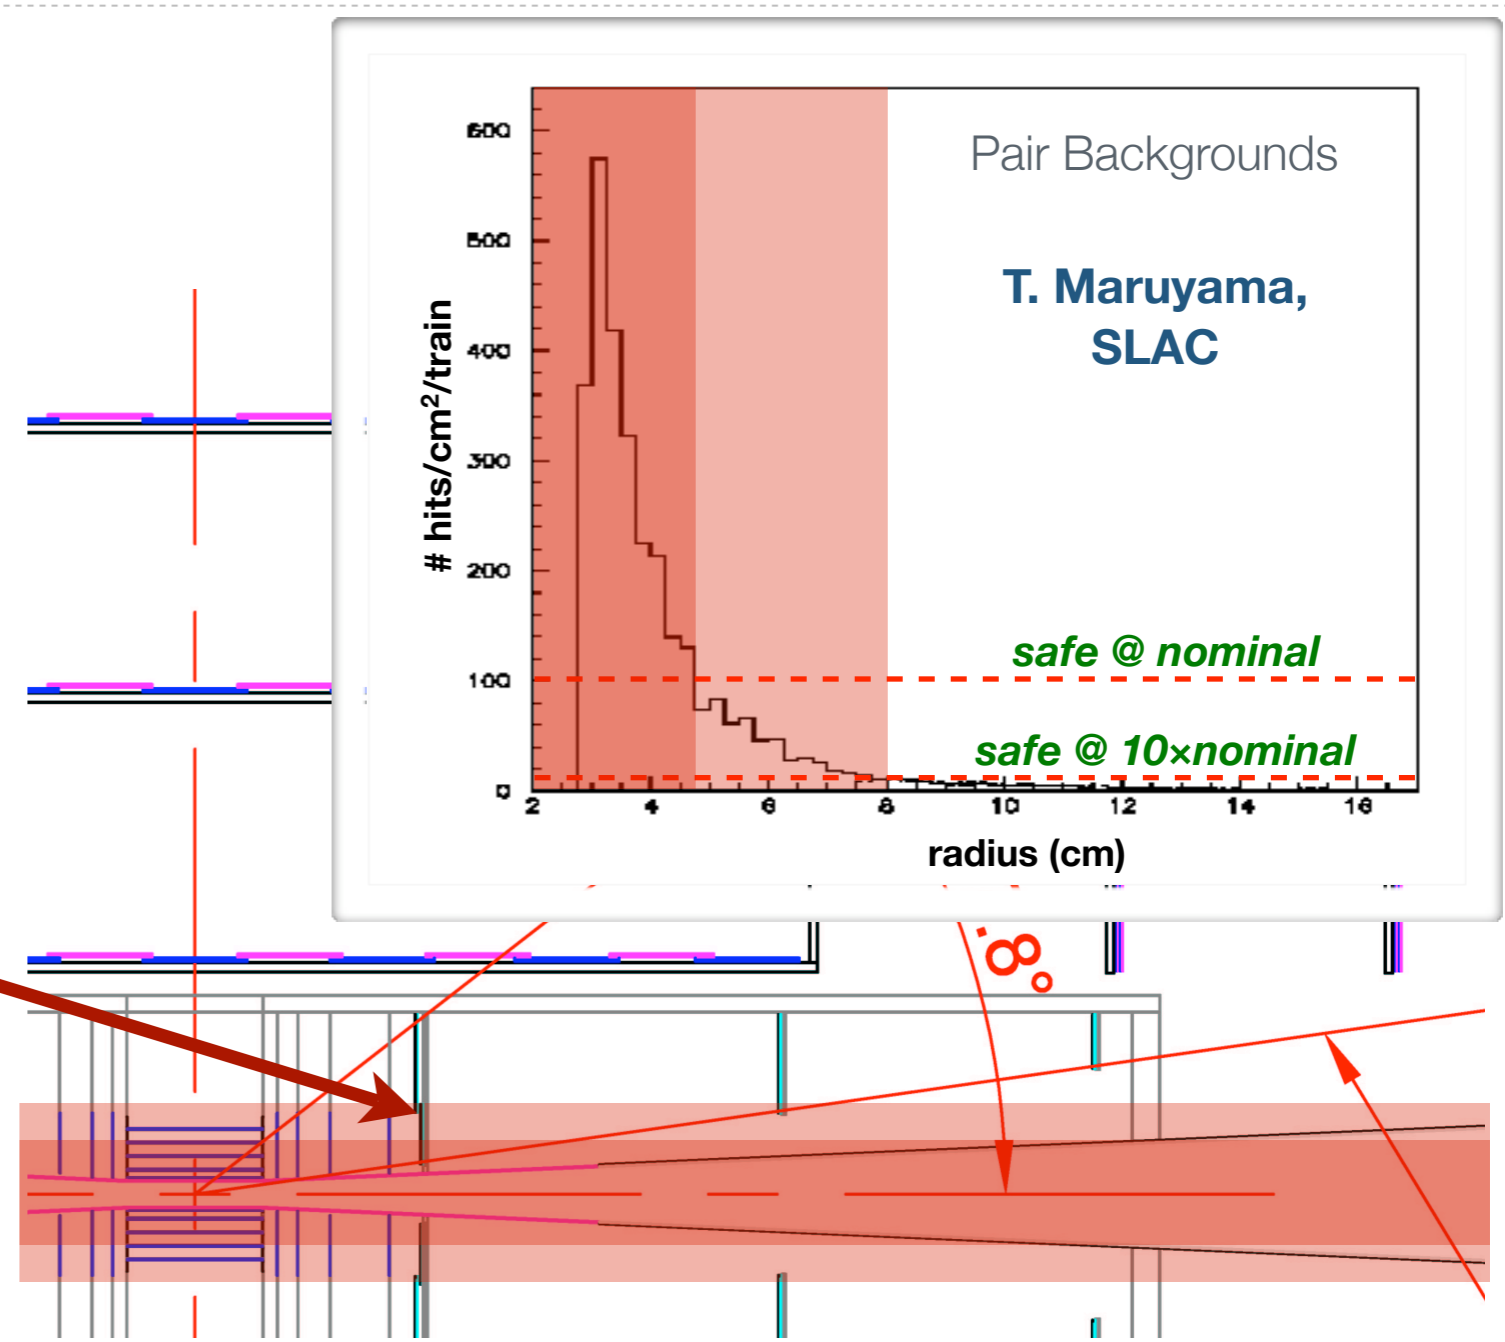 Pair Backgrounds
T. Maruyama,
SLAC
# hits/cm²/train
600
500
400
300
200
100
0
safe @ nominal
safe @ 10×nominal
2 4 6 8 10 12 14 16
radius (cm)
.8°